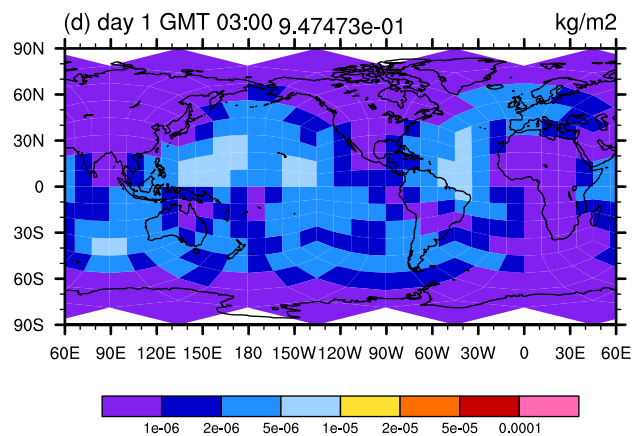 (d) day 1 GMT 03:00 9.47473e-01 kg/m2
90N
60N
30N
0
30S
60S
90S
60E 90E 120E 150E 180 150W 120W 90W 60W 30W 0 30E 60E
1e-06 2e-06 5e-06 1e-05 2e-05 5e-05 0.0001